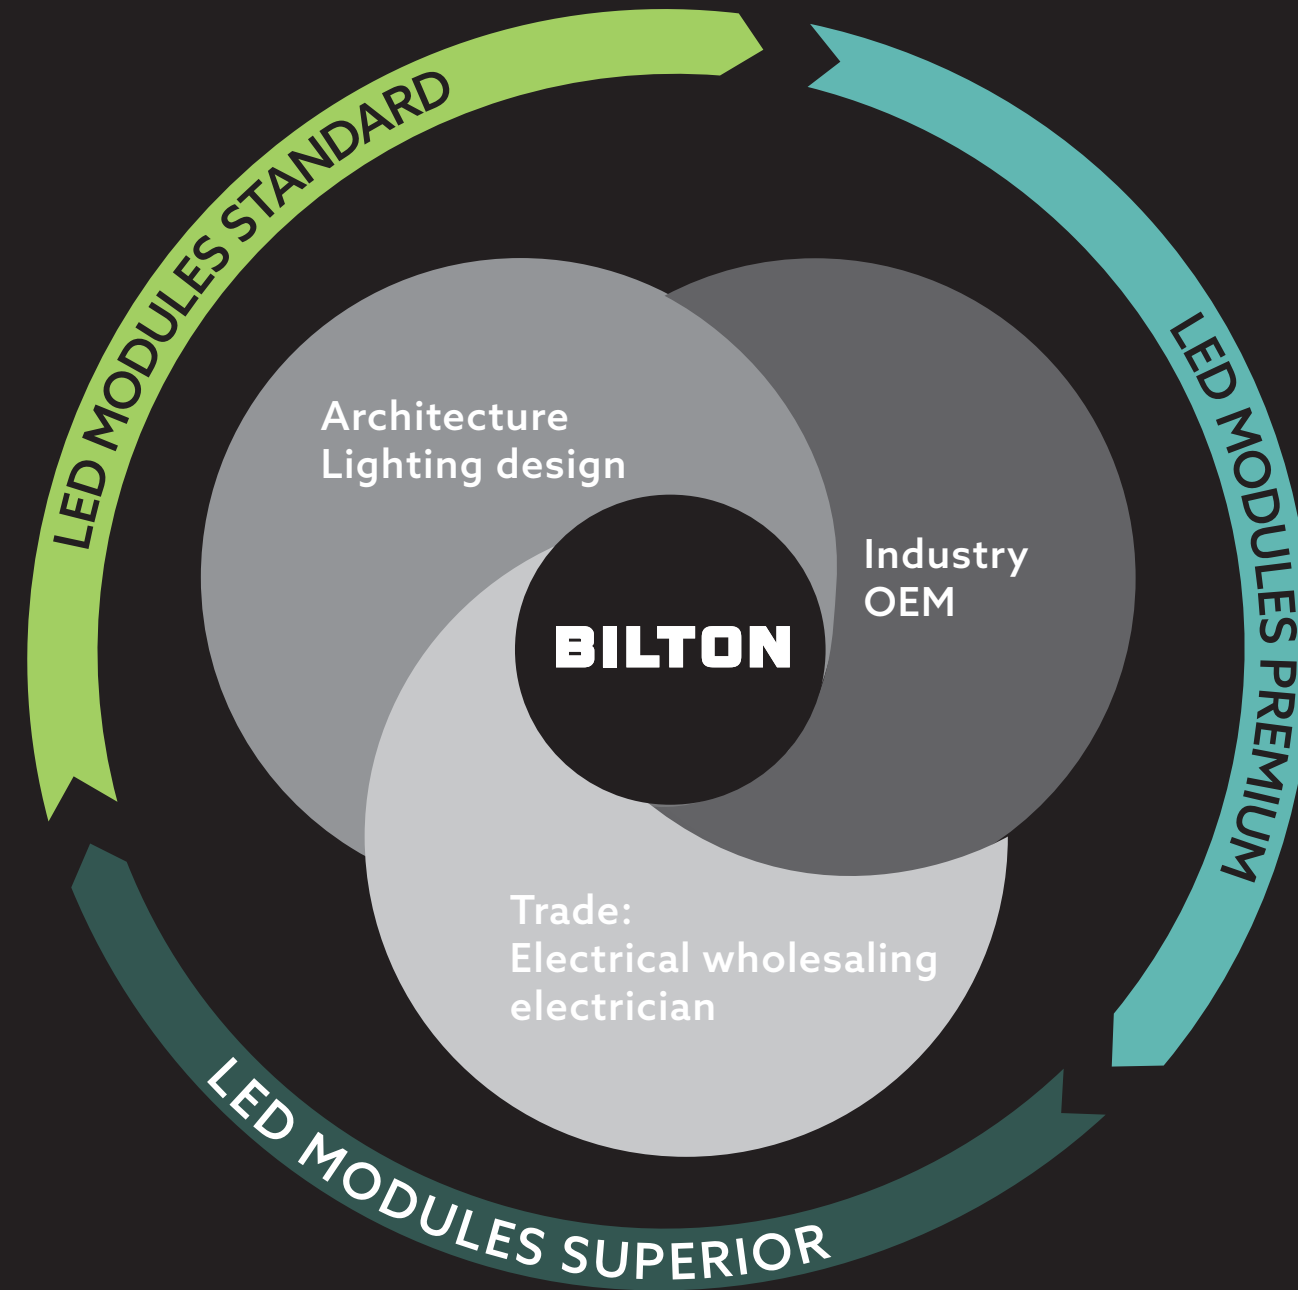 LED MODULES STANDARD
LED MODULES PREMIUM
Architecture
Lighting design
Industry
OEM
BILTON
Trade:
Electrical wholesaling
electrician
LED MODULES SUPERIOR